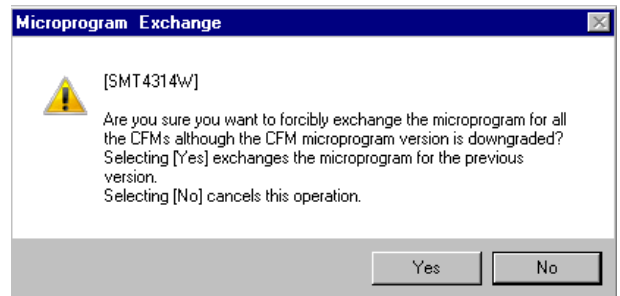 Microprogram Exchange
[SMT4314W]
Are you sure you want to forcibly exchange the microprogram for all
the CFMs although the CFM microprogram version is downgraded?
Selecting [Yes] exchanges the microprogram for the previous
version.
Selecting [No] cancels this operation.
Yes No